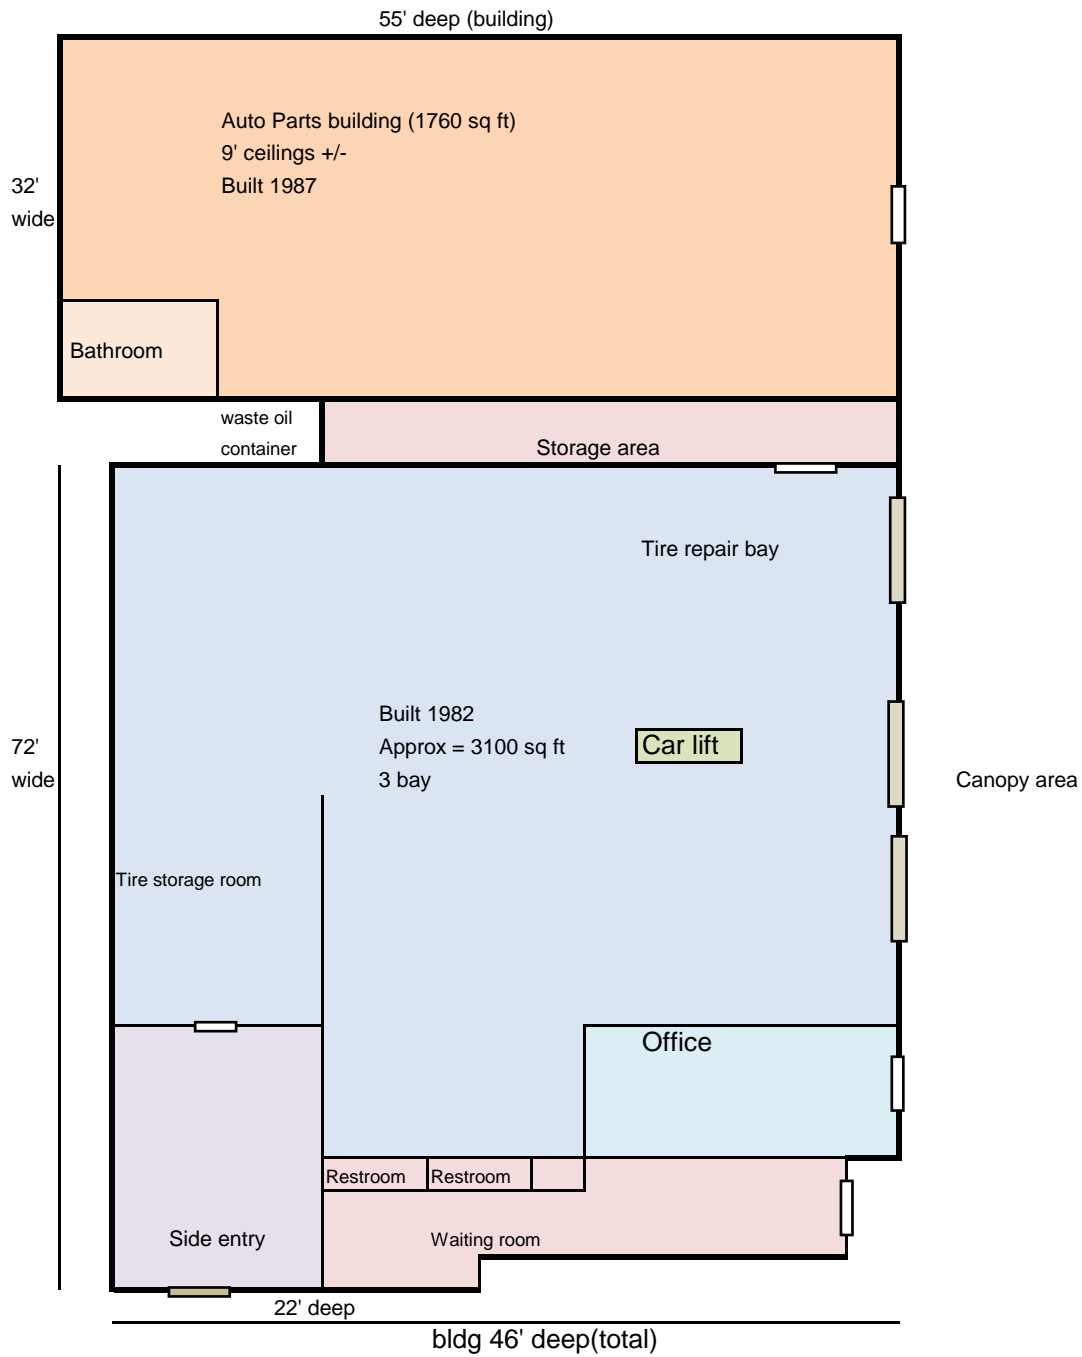 55' deep (building)
Auto Parts building (1760 sq ft)
9' ceilings +/-
Built 1987
32'
wide
Bathroom
waste oil
container
Storage area
Tire repair bay
Built 1982
Approx = 3100 sq ft
3 bay
Car lift
72'
wide
Canopy area
Tire storage room
Office
Restroom
Restroom
Side entry
Waiting room
22' deep
bldg 46' deep(total)